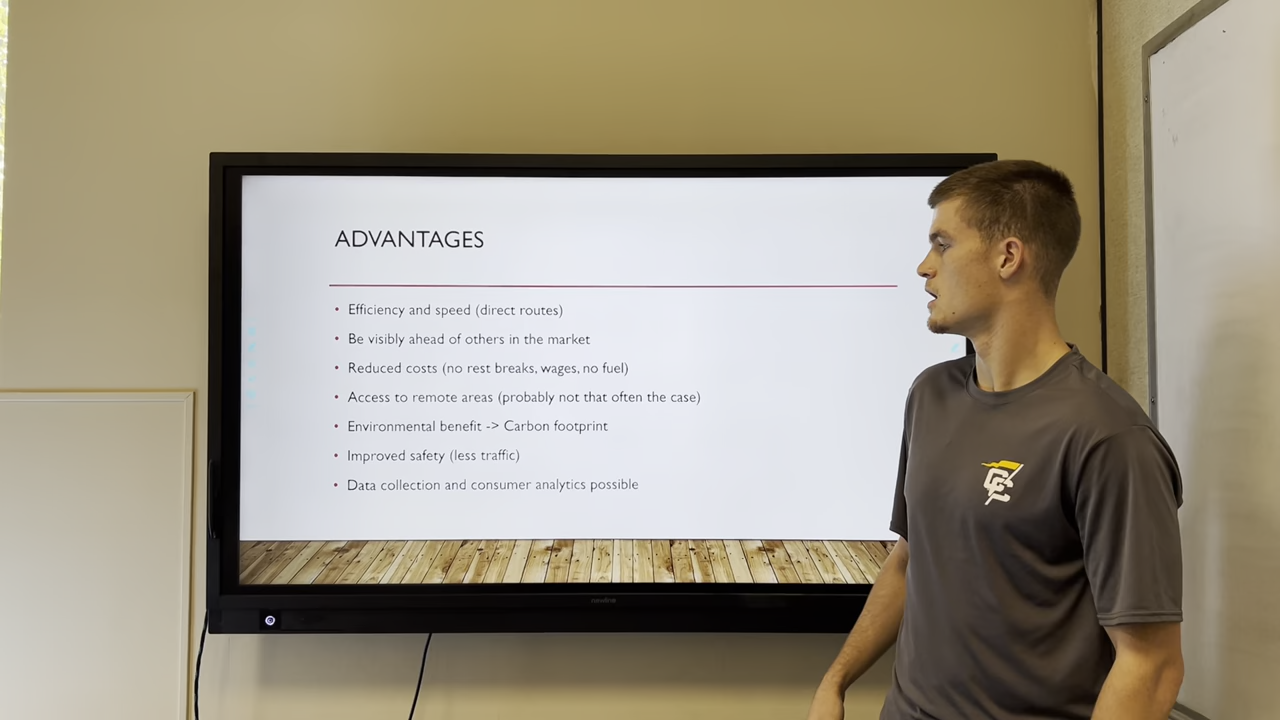 ADVANTAGES
• Efficiency and speed (direct routes)
• Be visibly ahead of others in the market
• Reduced costs (no rest breaks, wages, no fuel)
• Access to remote areas (probably not that often the case)
• Environmental benefit -> Carbon footprint
• Improved safety (less traffic)
• Data collection and consumer analytics possible
newline